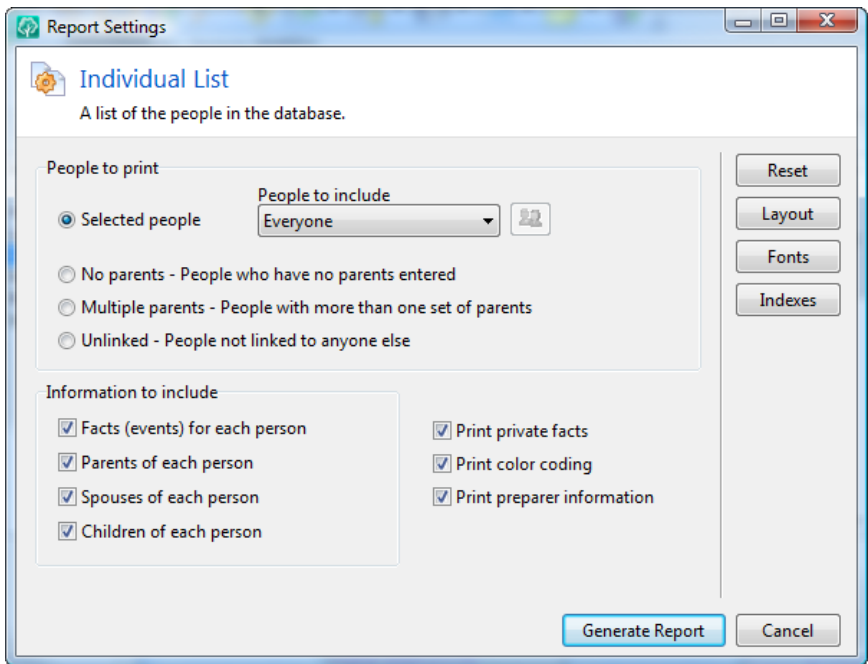 Report Settings
Individual List
A list of the people in the database.
People to print
People to include
Selected people
Everyone
No parents - People who have no parents entered
Multiple parents - People with more than one set of parents
Unlinked - People not linked to anyone else
Information to include
Facts (events) for each person
Parents of each person
Spouses of each person
Children of each person
Print private facts
Print color coding
Print preparer information
Reset
Layout
Fonts
Indexes
Generate Report
Cancel